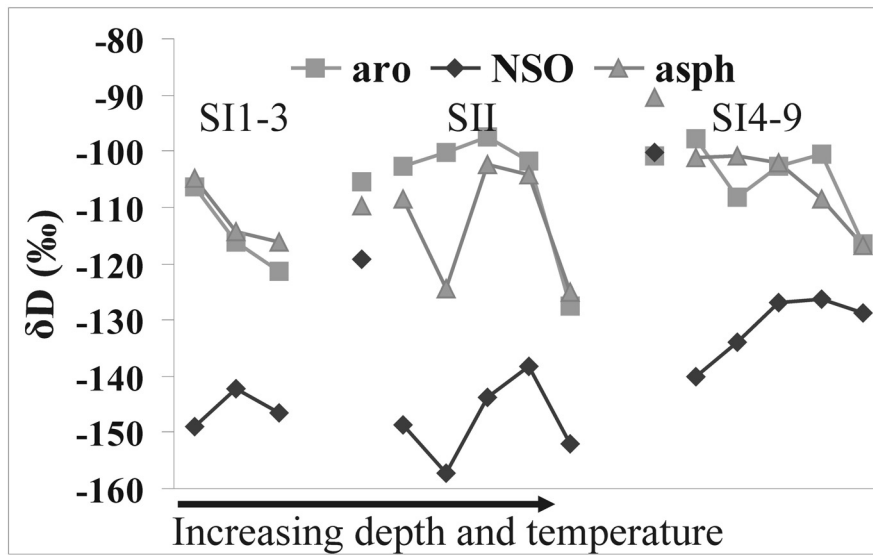 -80
aro NSO asph
-90
SI1-3 SII SI4-9
-100
-110
-120
-130
-140
-150
-160
δD (‰)
Increasing depth and temperature